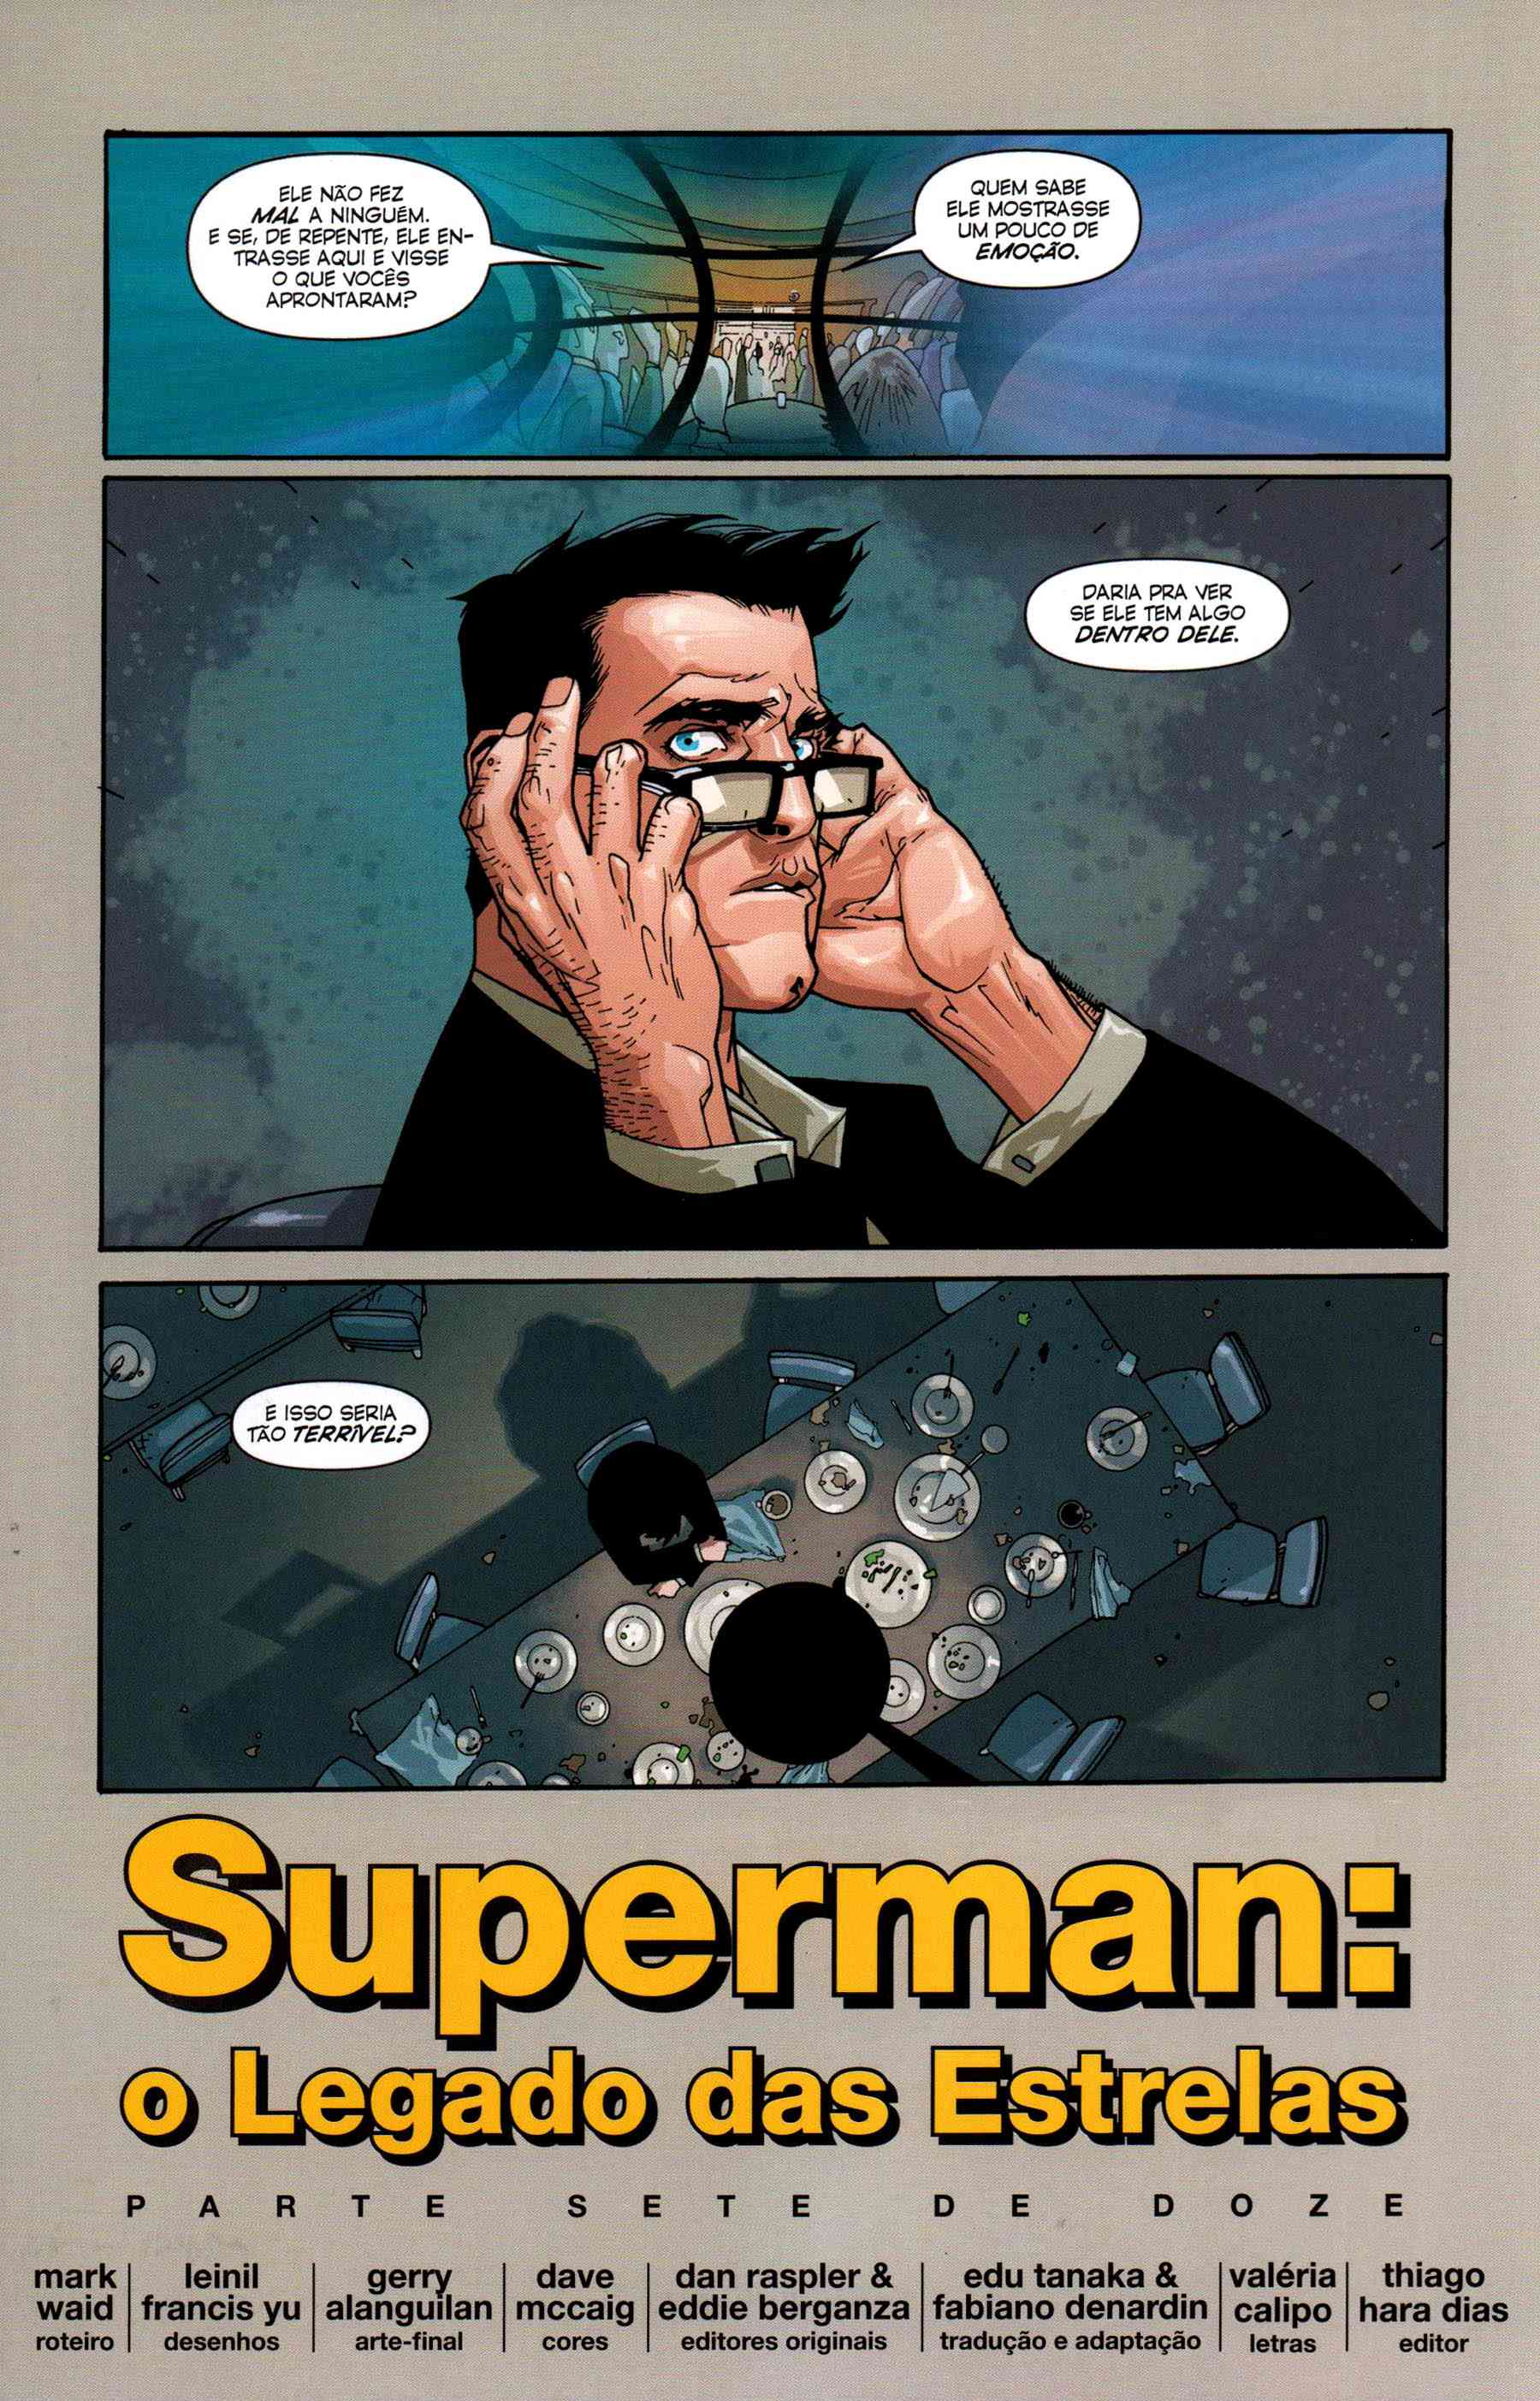 ELE NÃO FEZ
MAL A NINGUÉM.
E SE, DE REPENTE, ELE EN-
TRASSE AQUI E VISSE
O QUE VOCÊS
APRONTARAM?
QUEM SABE
ELE MOSTRASSE
UM POUCO DE
EMOÇÃO.
DARIA PRA VER
SE ELE TEM ALGO
DENTRO DELE.
E ISSO SERIA
TÃO TERRÍVEL?
Superman:
o Legado das Estrelas
PARTE SETE DE DOZE
mark
waid
roteiro
leinil
francis yu
desenhos
gerry
alanguilan
arte-final
dave
mccaig
cores
dan raspler &
eddie berganza
editores originais
edu tanaka &
fabiano denardin
tradução e adaptação
valéria
calipo
letras
thiago
hara dias
editor